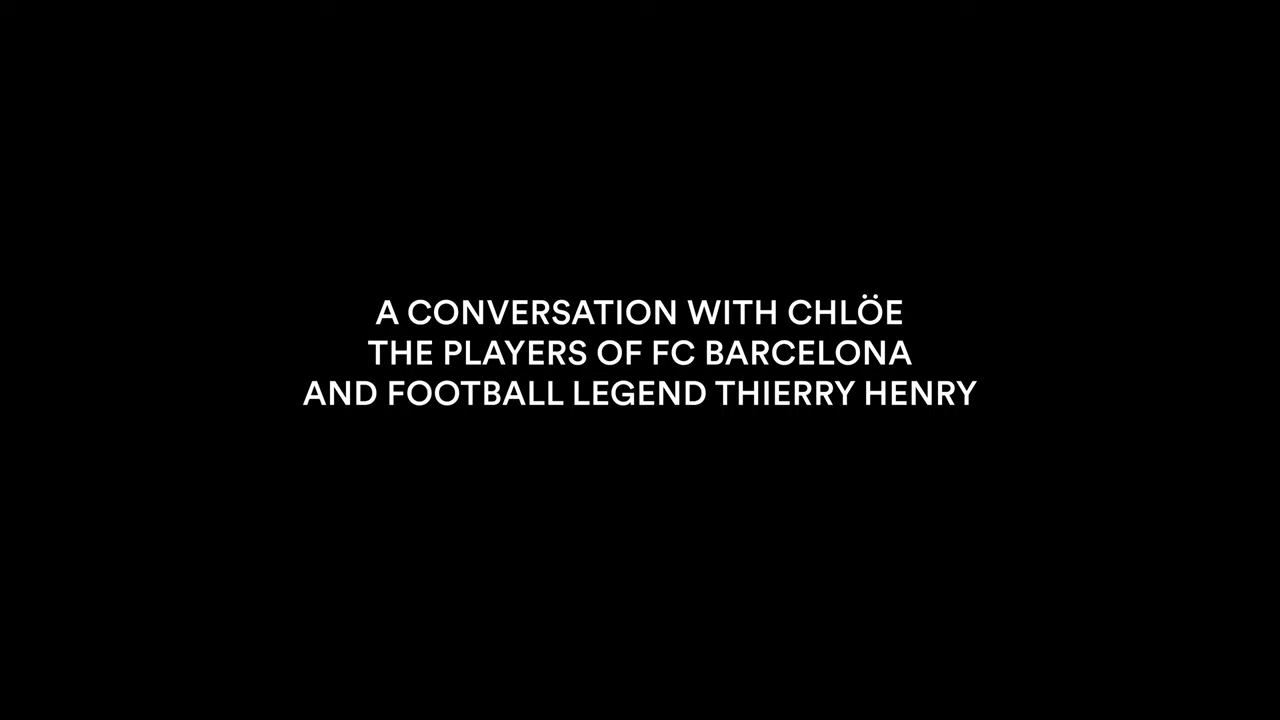 A CONVERSATION WITH CHLÖE
THE PLAYERS OF FC BARCELONA
AND FOOTBALL LEGEND THIERRY HENRY